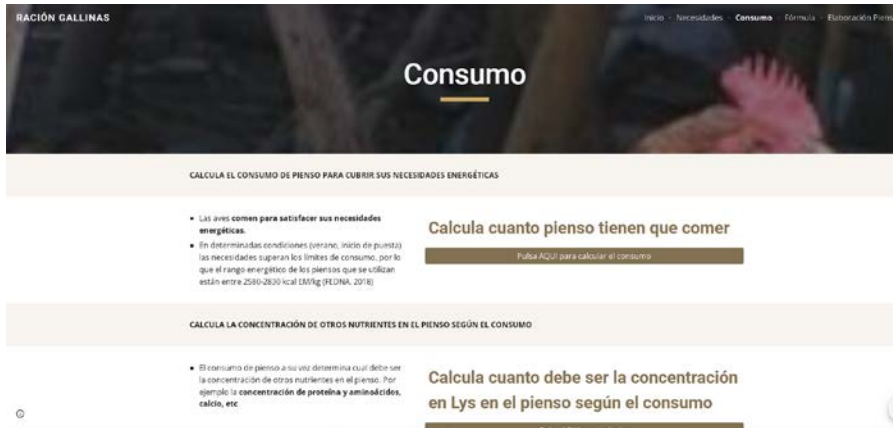 RACIÓN GALLINAS
Inicio - Necesidades - Consumo - Fórmula - Elaboración Pienso
Consumo
CALCULA EL CONSUMO DE PIENSO PARA CUBRIR SUS NECESIDADES ENERGÉTICAS
Las aves comen para satisfacer sus necesidades
energéticas.
En determinadas condiciones (verano, inicio de puesta)
las necesidades superan los límites de consumo, por lo
que el rango energético de los piensos que se utilizan
están entre 2580-2800 kcal EM/kg (FEDNA, 2018)
Calcula cuanto pienso tienen que comer
Pulsa AQUI para calcular el consumo
CALCULA LA CONCENTRACIÓN DE OTROS NUTRIENTES EN EL PIENSO SEGÚN EL CONSUMO
El consumo de pienso a su vez determina cual debe ser
la concentración de otros nutrientes en el pienso. Por
ejemplo la concentración de proteína y aminoácidos,
calcio, etc
Calcula cuanto debe ser la concentración
en Lys en el pienso según el consumo